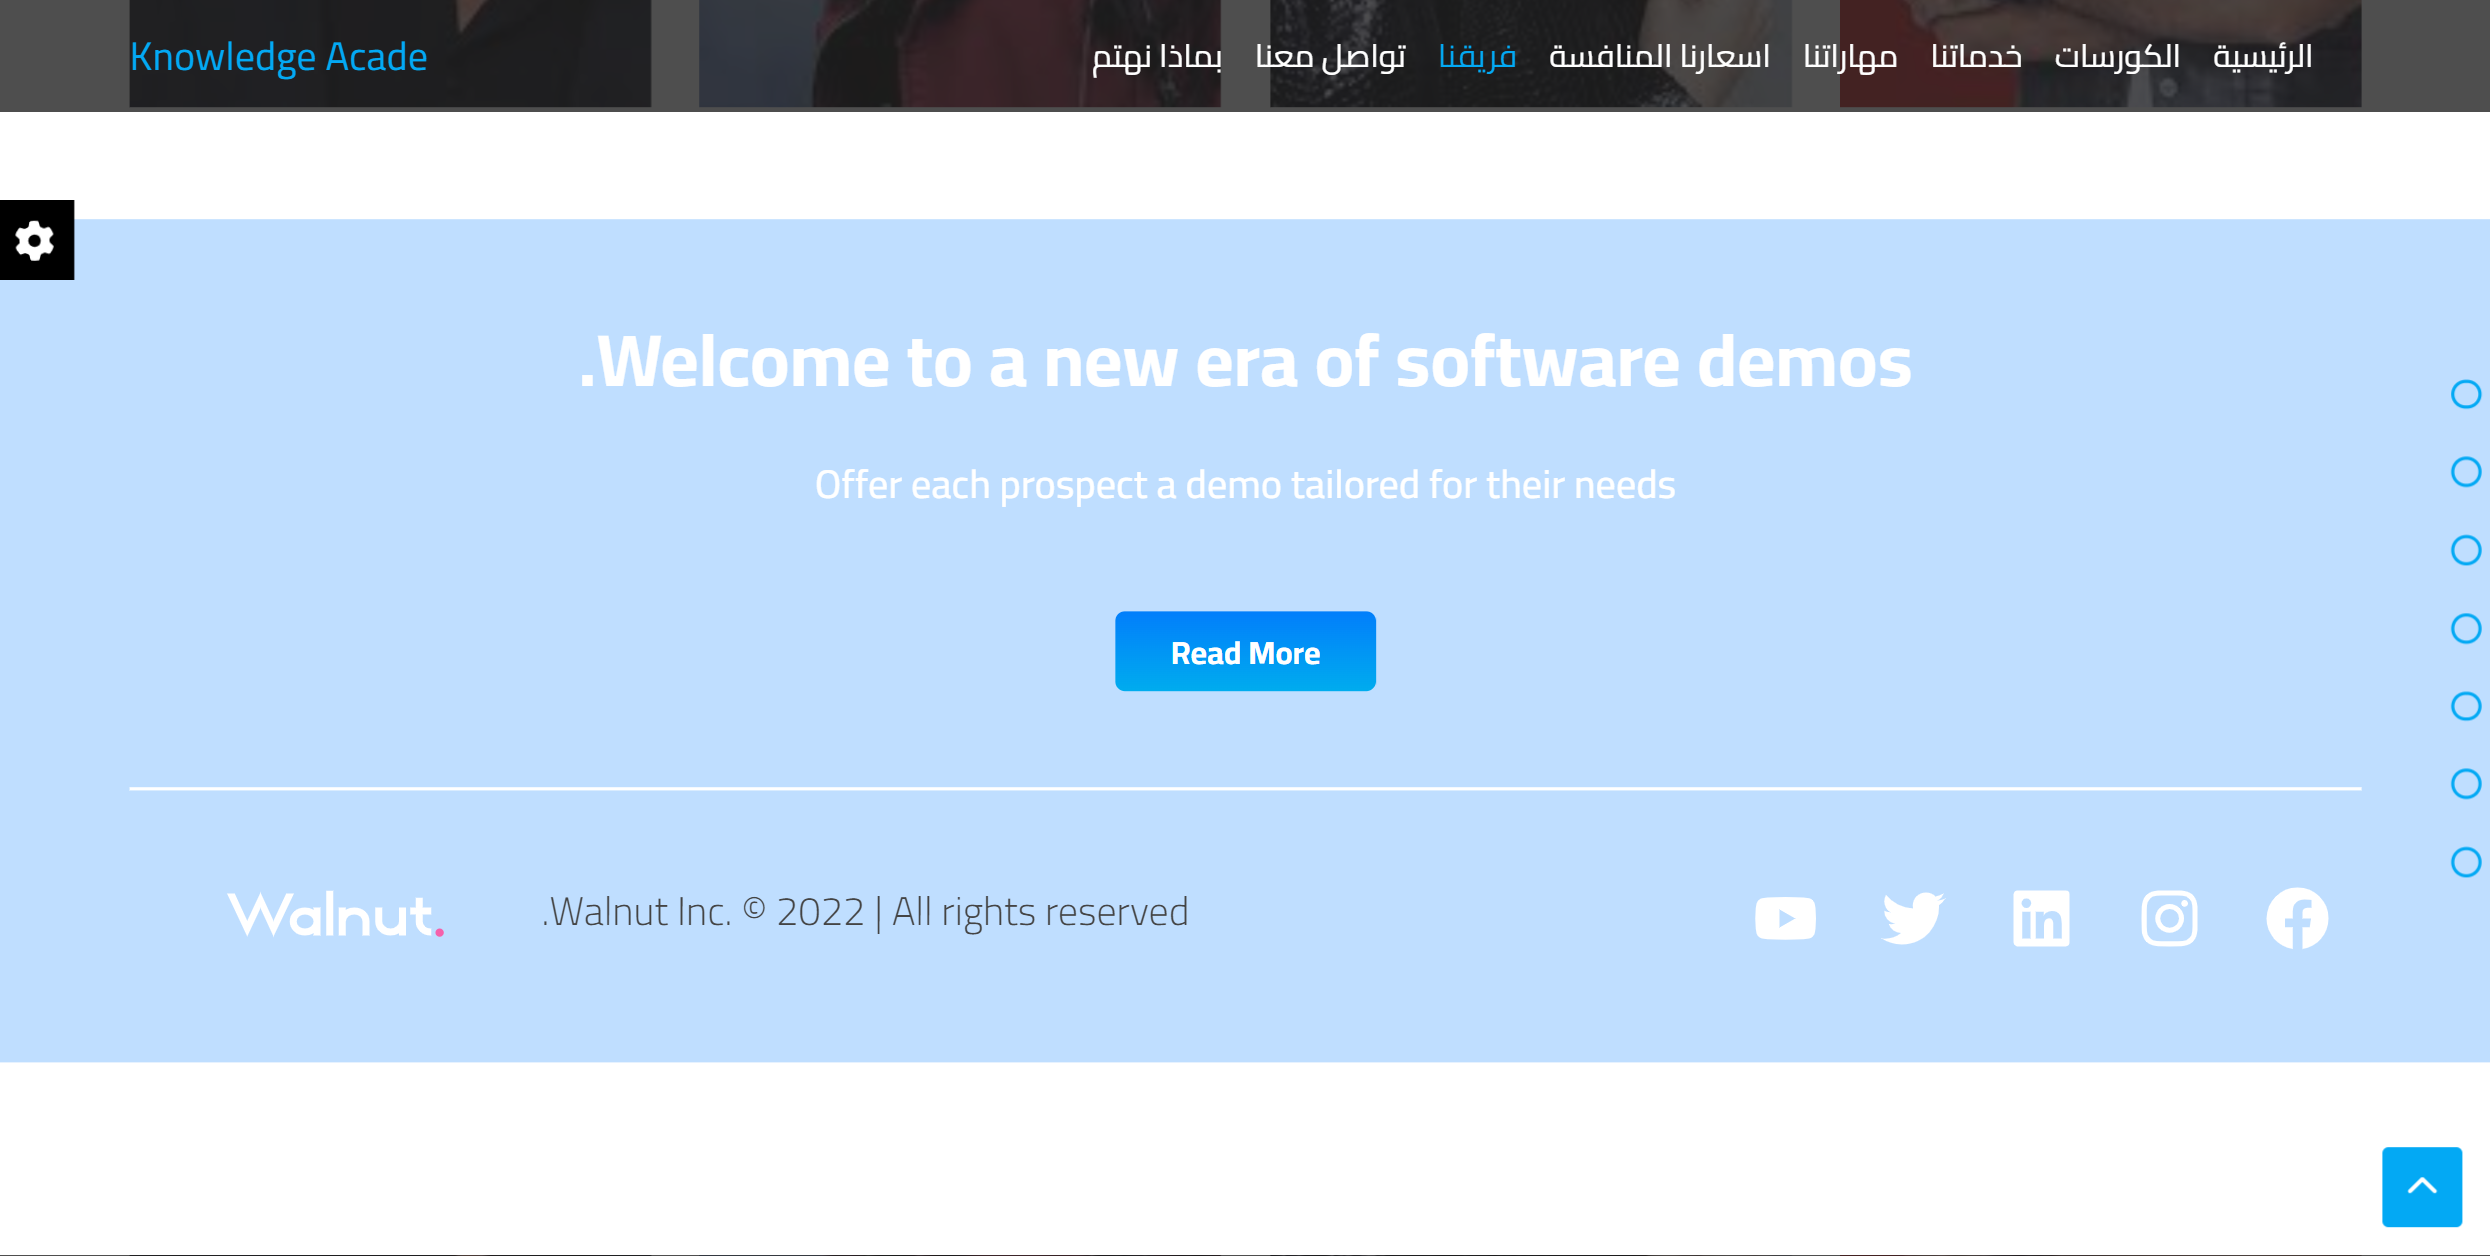 الرئيسية الكورسات خدماتنا مهاراتنا اسعارنا المنافسة فريقنا تواصل معنا بماذا نهتم
Knowledge Acade
.Welcome to a new era of software demos
Offer each prospect a demo tailored for their needs
Read More
Walnut.
.Walnut Inc. © 2022 | All rights reserved